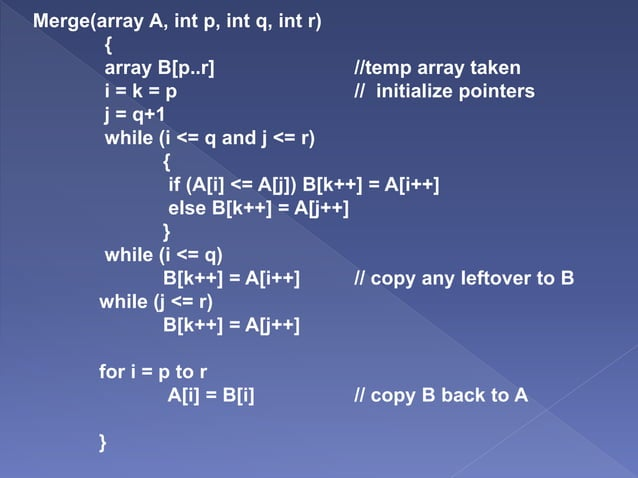 Merge(array A, int p, int q, int r)
{
array B[p..r] //temp array taken
i = k = p // initialize pointers
j = q+1
while (i <= q and j <= r)
{
if (A[i] <= A[j]) B[k++] = A[i++]
else B[k++] = A[j++]
}
while (i <= q)
B[k++] = A[i++] // copy any leftover to B
while (j <= r)
B[k++] = A[j++]
for i = p to r
A[i] = B[i] // copy B back to A
}